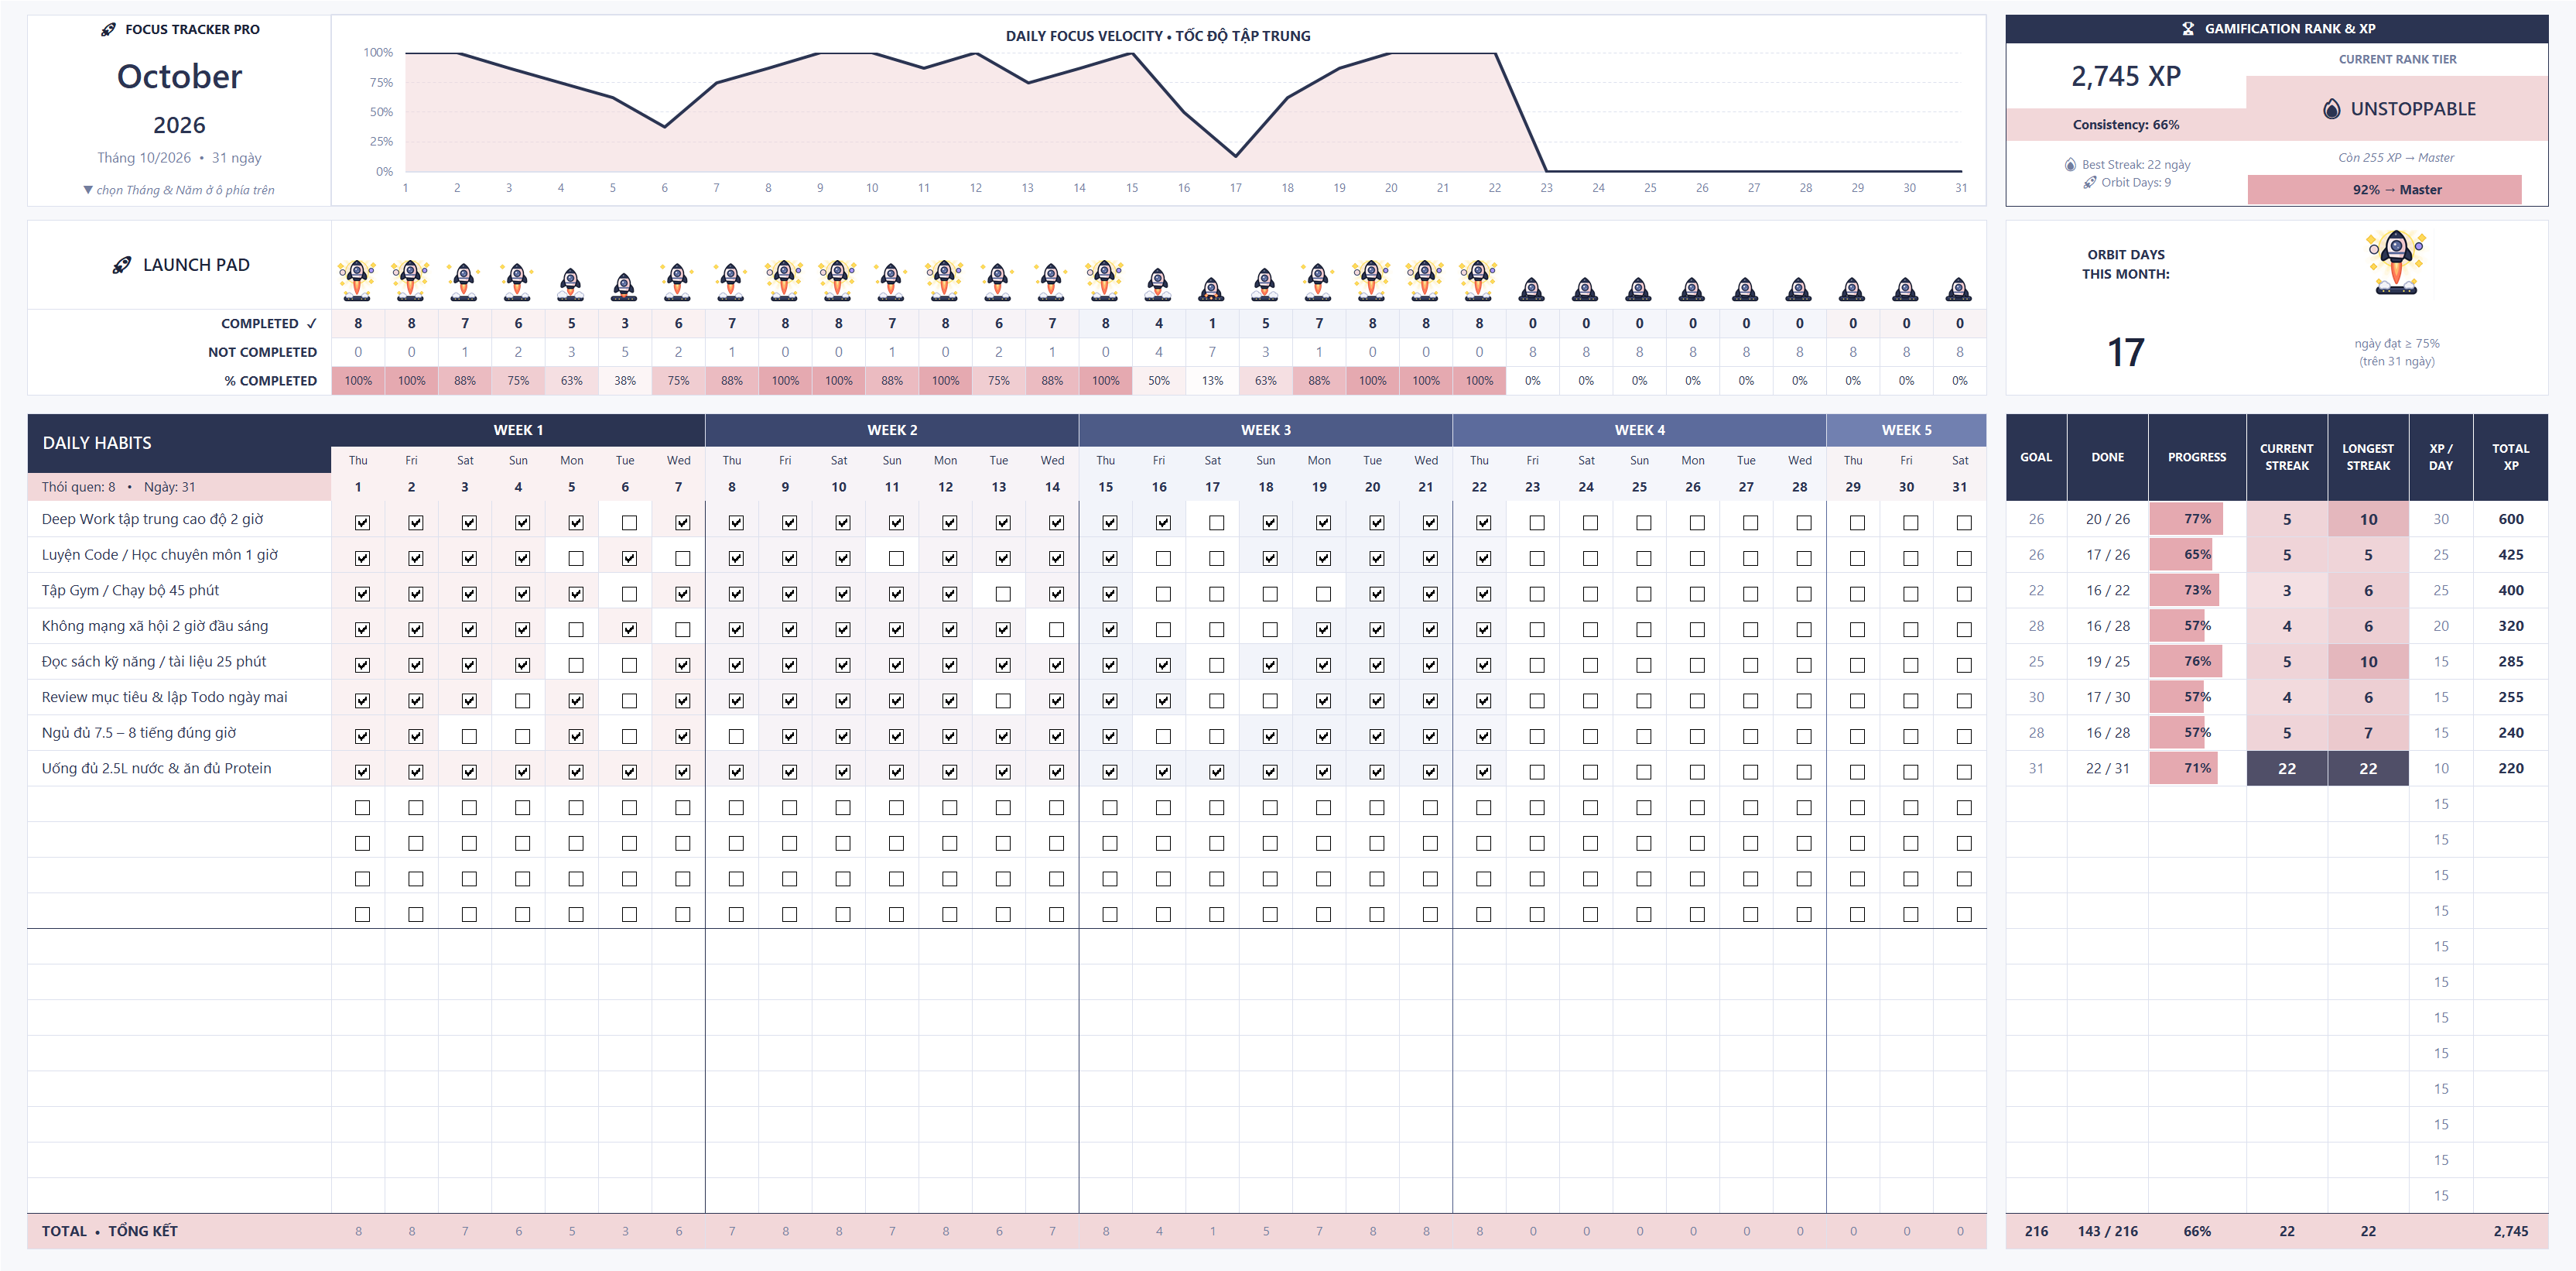 FOCUS TRACKER PRO
October
2026
Tháng 10/2026 • 31 ngày
▼ chọn Tháng & Năm ở ô phía trên
DAILY FOCUS VELOCITY • TỐC ĐỘ TẬP TRUNG
100%
75%
50%
25%
0%
1 2 3 4 5 6 7 8 9 10 11 12 13 14 15 16 17 18 19 20 21 22 23 24 25 26 27 28 29 30 31
GAMIFICATION RANK & XP
2,745 XP
Consistency: 66%
Best Streak: 22 ngày
Orbit Days: 9
CURRENT RANK TIER
UNSTOPPABLE
Còn 255 XP → Master
92% → Master
LAUNCH PAD
COMPLETED ✓ 8 8 7 6 5 3 6 7 8 8 7 8 6 7 8 4 1 5 7 8 8 8 0 0 0 0 0 0 0 0 0
NOT COMPLETED 0 0 1 2 3 5 2 1 0 0 1 0 2 1 0 4 7 3 1 0 0 0 8 8 8 8 8 8 8 8 8
% COMPLETED 100% 100% 88% 75% 63% 38% 75% 88% 100% 100% 88% 100% 75% 88% 100% 50% 13% 63% 88% 100% 100% 100% 0% 0% 0% 0% 0% 0% 0% 0% 0%
ORBIT DAYS
THIS MONTH:
17
ngày đạt ≥ 75%
(trên 31 ngày)
DAILY HABITS
WEEK 1 WEEK 2 WEEK 3 WEEK 4 WEEK 5
Thu Fri Sat Sun Mon Tue Wed Thu Fri Sat Sun Mon Tue Wed Thu Fri Sat Sun Mon Tue Wed Thu Fri Sat Sun Mon Tue Wed Thu Fri Sat
Thói quen: 8 • Ngày: 31
1 2 3 4 5 6 7 8 9 10 11 12 13 14 15 16 17 18 19 20 21 22 23 24 25 26 27 28 29 30 31
GOAL DONE PROGRESS CURRENT STREAK LONGEST STREAK XP / DAY TOTAL XP
Deep Work tập trung cao độ 2 giờ 26 20 / 26 77% 5 10 30 600
Luyện Code / Học chuyên môn 1 giờ 26 17 / 26 65% 5 5 25 425
Tập Gym / Chạy bộ 45 phút 22 16 / 22 73% 3 6 25 400
Không mạng xã hội 2 giờ đầu sáng 28 16 / 28 57% 4 6 20 320
Đọc sách kỹ năng / tài liệu 25 phút 25 19 / 25 76% 5 10 15 285
Review mục tiêu & lập Todo ngày mai 30 17 / 30 57% 4 6 15 255
Ngủ đủ 7.5 – 8 tiếng đúng giờ 28 16 / 28 57% 5 7 15 240
Uống đủ 2.5L nước & ăn đủ Protein 31 22 / 31 71% 22 22 10 220
15
15
15
15
15
15
15
15
15
15
15
15
TOTAL • TỔNG KẾT 8 8 7 6 5 3 6 7 8 8 7 8 6 7 8 4 1 5 7 8 8 8 0 0 0 0 0 0 0 0 0 216 143 / 216 66% 22 22 2,745